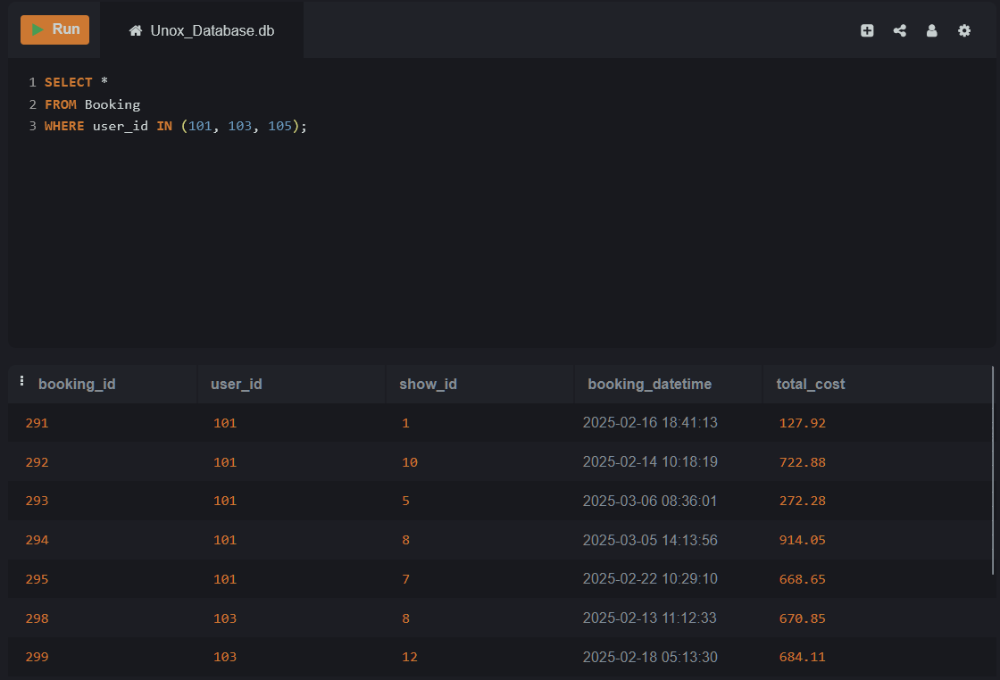 Run Unox_Database.db
1 SELECT *
2 FROM Booking
3 WHERE user_id IN (101, 103, 105);
booking_id user_id show_id booking_datetime total_cost
291 101 1 2025-02-16 18:41:13 127.92
292 101 10 2025-02-14 10:18:19 722.88
293 101 5 2025-03-06 08:36:01 272.28
294 101 8 2025-03-05 14:13:56 914.05
295 101 7 2025-02-22 10:29:10 668.65
298 103 8 2025-02-13 11:12:33 670.85
299 103 12 2025-02-18 05:13:30 684.11